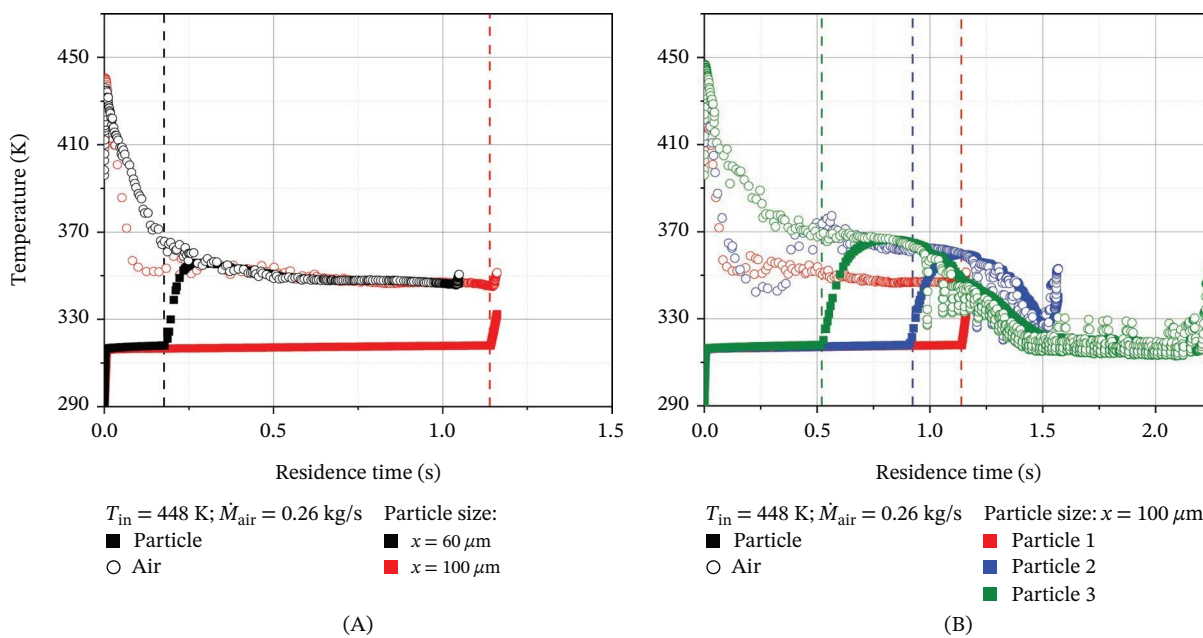 450
410
370
330
290
Temperature (K)
0.0
0.5
1.0
1.5
Residence time (s)
T_in = 448 K; Ṁ_air = 0.26 kg/s
Particle
Air
Particle size:
x = 60 μm
x = 100 μm
(A)
450
410
370
330
290
0.0
0.5
1.0
1.5
2.0
Residence time (s)
T_in = 448 K; Ṁ_air = 0.26 kg/s
Particle
Air
Particle size: x = 100 μm
Particle 1
Particle 2
Particle 3
(B)